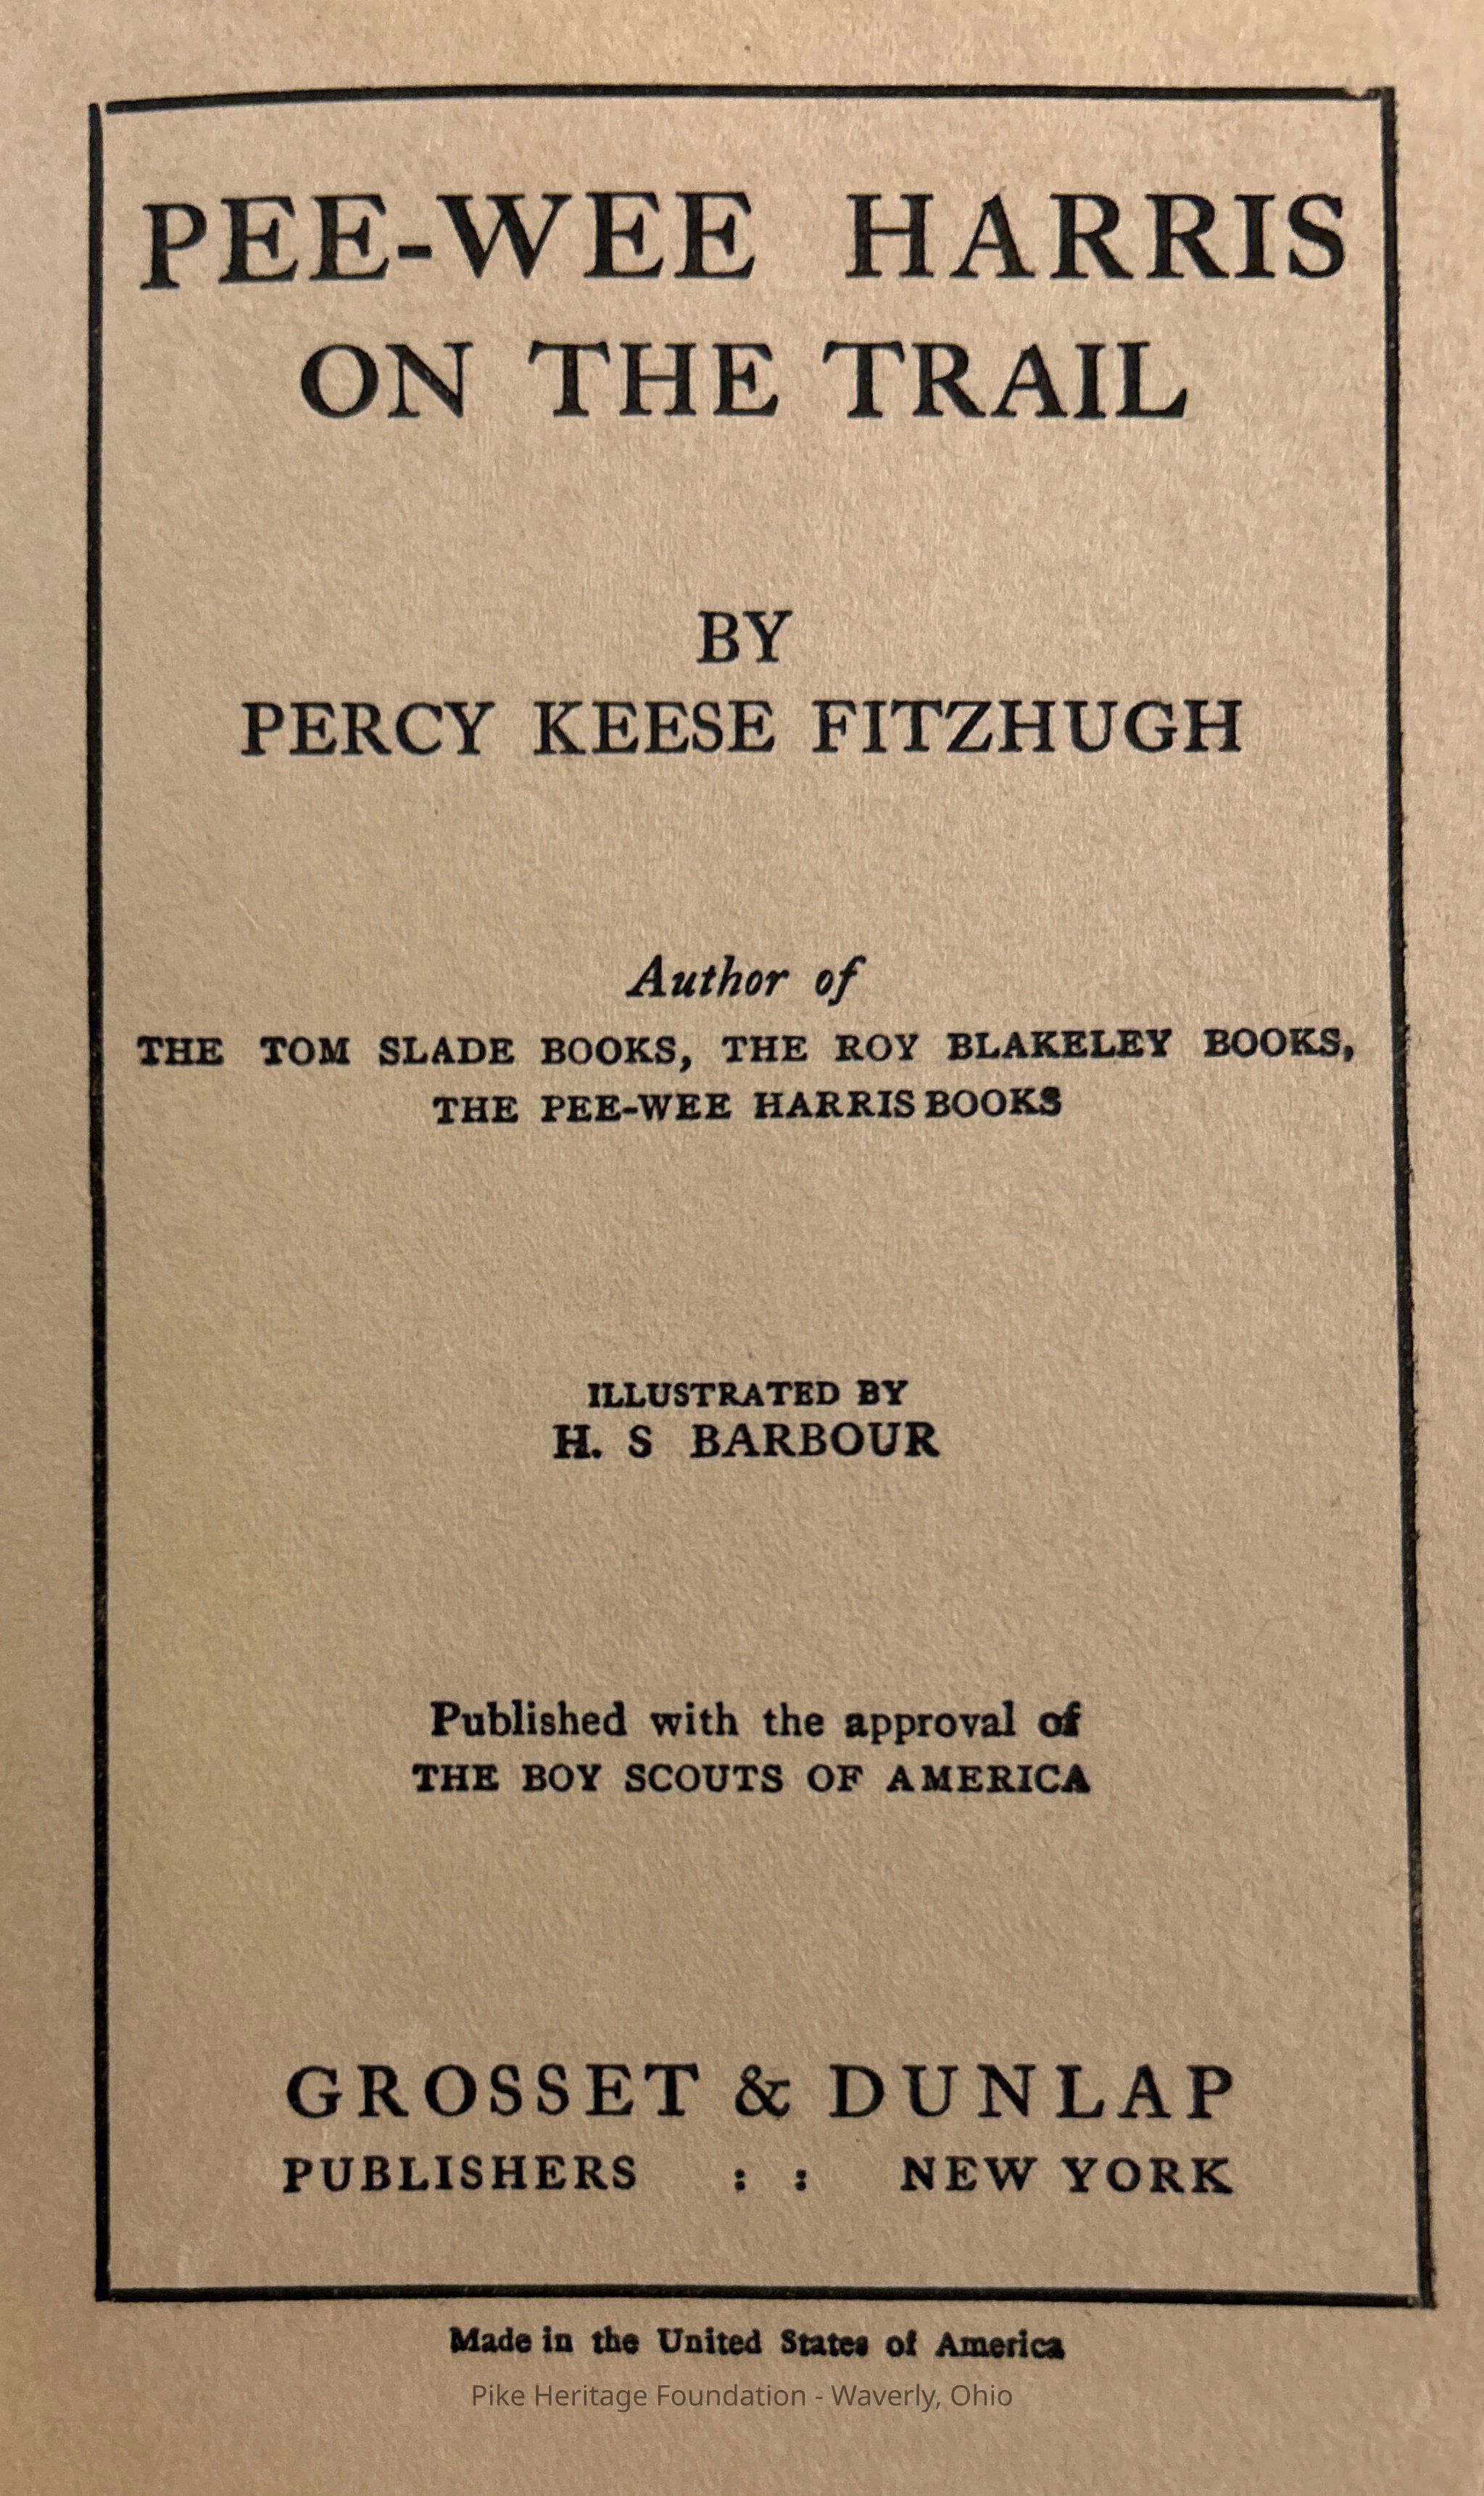 PEE-WEE HARRIS
ON THE TRAIL
BY
PERCY KEESE FITZHUGH
Author of
THE TOM SLADE BOOKS, THE ROY BLAKELEY BOOKS,
THE PEE-WEE HARRIS BOOKS
ILLUSTRATED BY
H. S BARBOUR
Published with the approval of
THE BOY SCOUTS OF AMERICA
GROSSET & DUNLAP
PUBLISHERS : : NEW YORK
Made in the United States of America
Pike Heritage Foundation - Waverly, Ohio